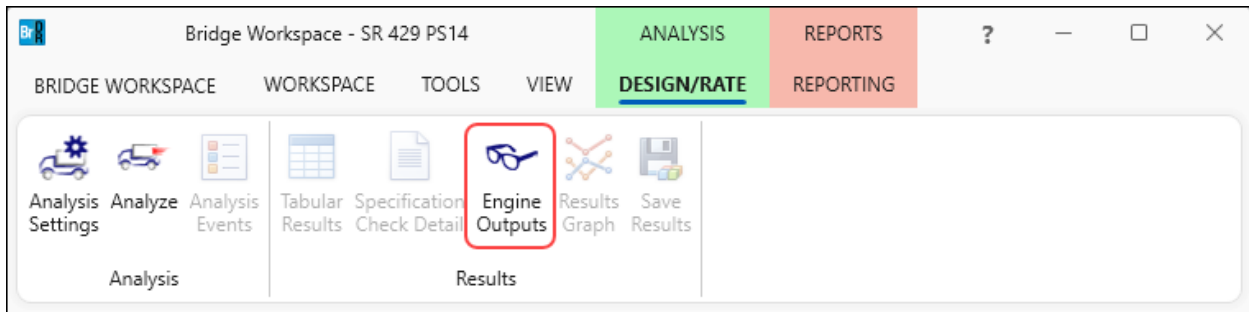 Br DR Bridge Workspace - SR 429 PS14 ANALYSIS REPORTS ?
BRIDGE WORKSPACE WORKSPACE TOOLS VIEW DESIGN/RATE REPORTING
Analysis Analyze Analysis Tabular Specification Engine Results Save
Settings Events Results Check Detail Outputs Graph Results
Analysis Results